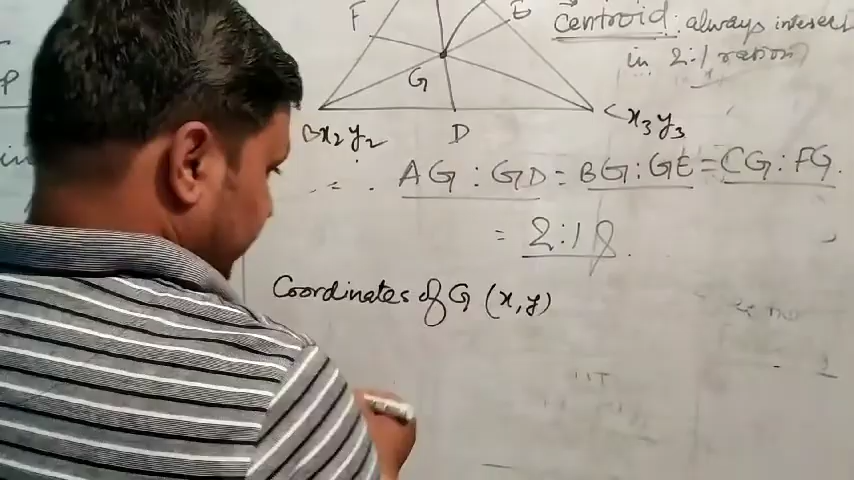 F
E
Centroid: always intersect
in 2:1 ration
G
B x2 y2
D
C x3 y3
∴ AG : GD = BG : GE = CG : FG.
= 2:1
Coordinates of G (x,y)